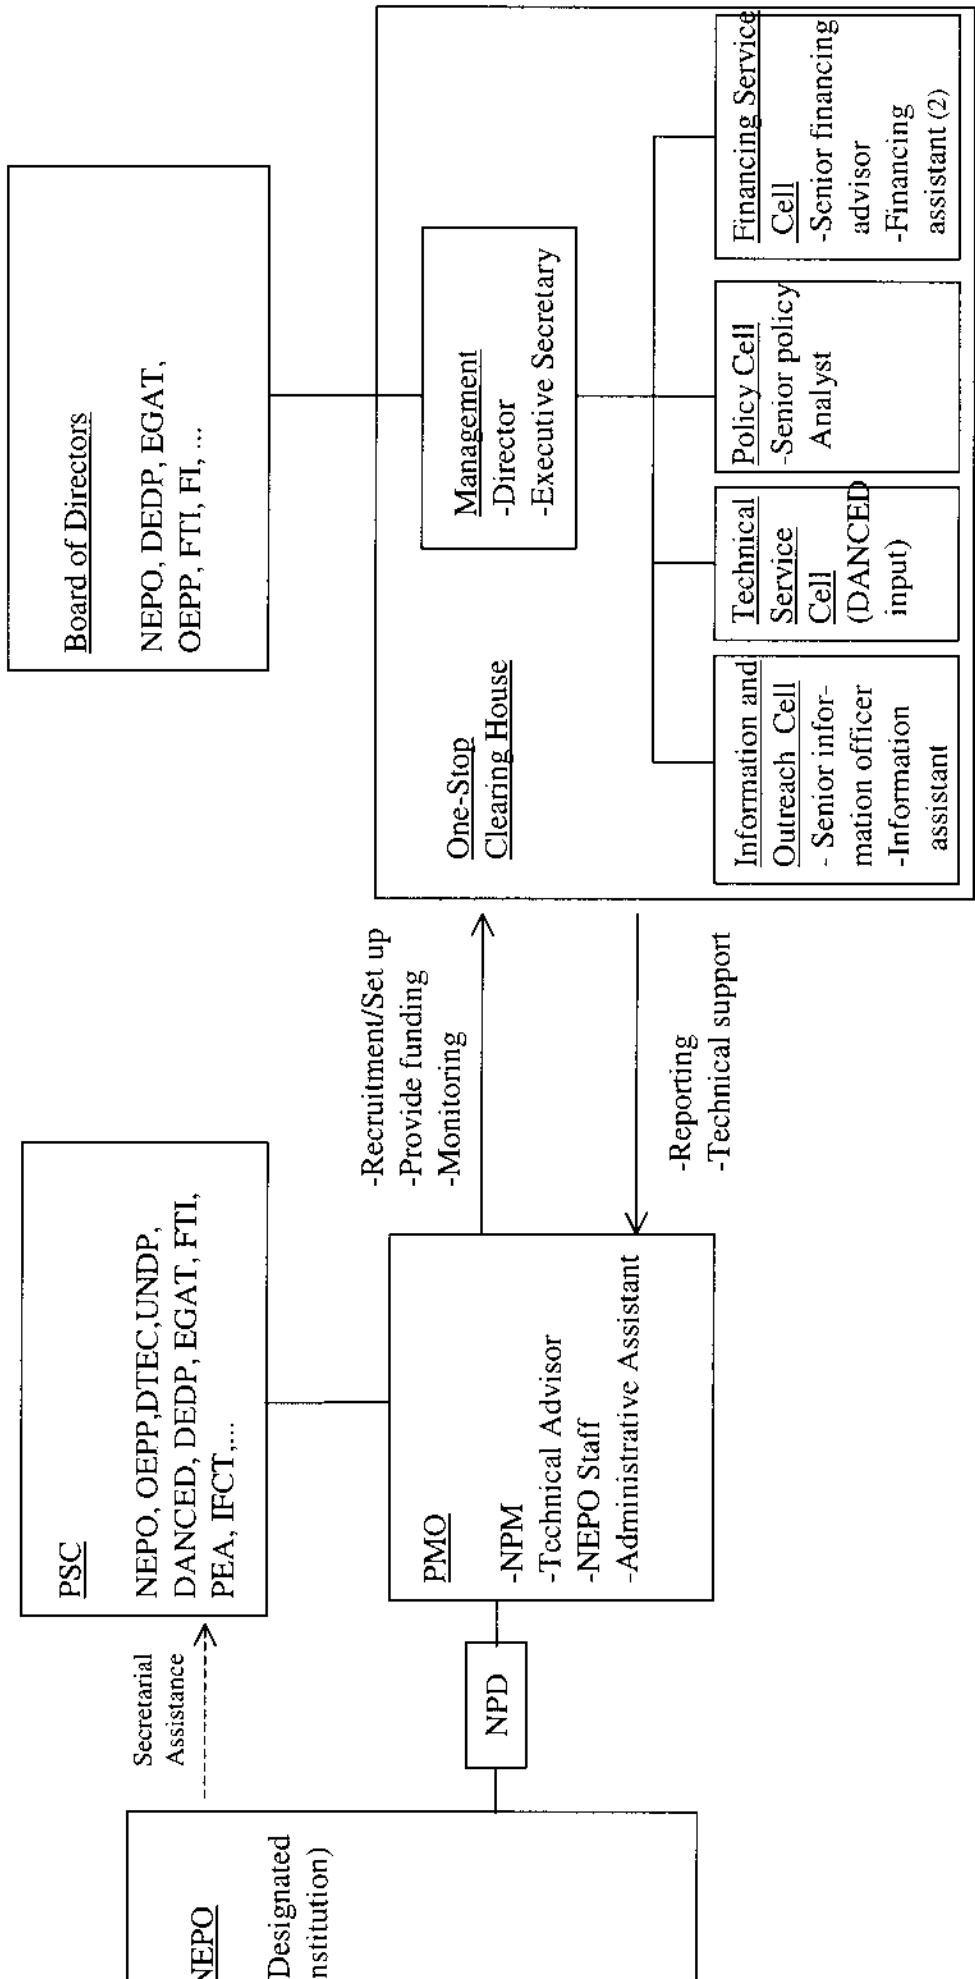 NEPO
Designated
nstitution)
Secretarial
Assistance
PSC
NEPO, OEPP,DTEC,UNDP,
DANCED, DEDP, EGAT, FTI,
PEA, IFCT,...
NPD
PMO
-NPM
-Technical Advisor
-NEPO Staff
-Administrative Assistant
-Recruitment/Set up
-Provide funding
-Monitoring
-Reporting
-Technical support
Board of Directors
NEPO, DEDP, EGAT,
OEPP, FTI, FI, ...
One-Stop
Clearing House
Management
-Director
-Executive Secretary
Information and
Outreach Cell
- Senior infor-
mation officer
-Information
assistant
Technical
Service
Cell
(DANCED
input)
Policy Cell
-Senior policy
Analyst
Financing Service
Cell
-Senior financing
advisor
-Financing
assistant (2)